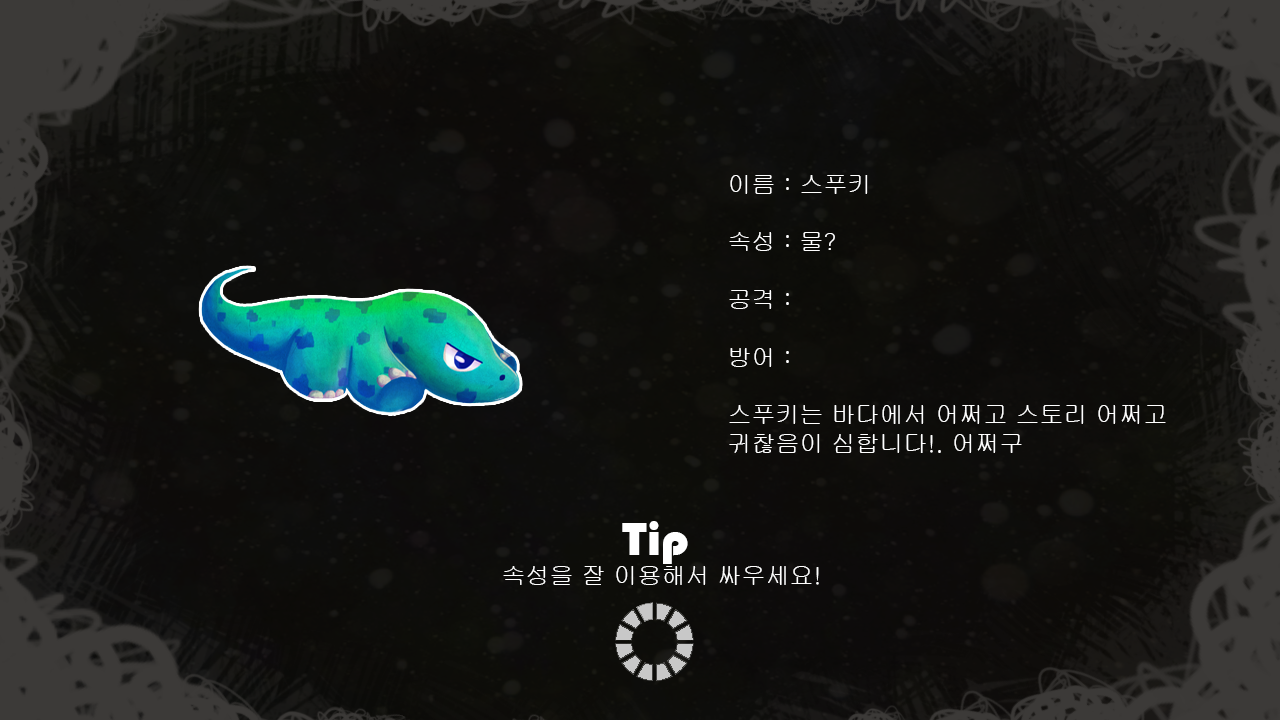 이름 : 스푸키
속성 : 물?
공격 :
방어 :
스푸키는 바다에서 어쩌고 스토리 어쩌고
귀찮음이 심합니다!. 어쩌구
Tip
속성을 잘 이용해서 싸우세요!